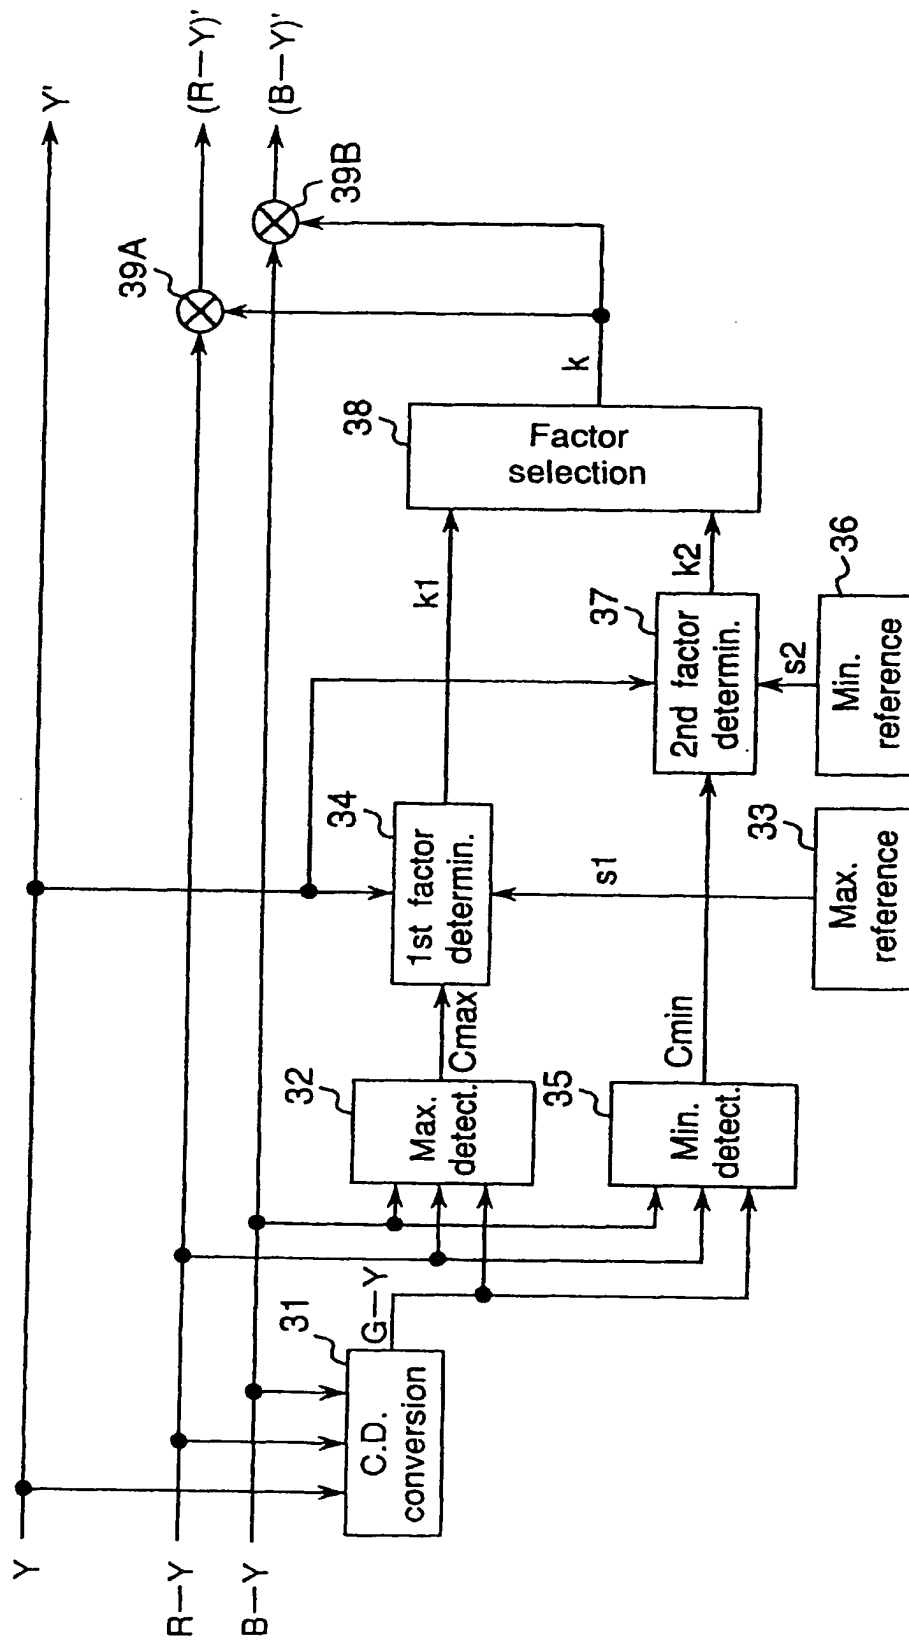 Y
R—Y
B—Y
31
C.D.
conversion
G—Y
32
Max.
detect.
Cmax
35
Min.
detect.
Cmin
34
1st factor
determin.
s1
33
Max.
reference
k1
37
2nd factor
determin.
k2
s2
36
Min.
reference
38
Factor
selection
k
39A
39B
Y'
(R—Y)'
(B—Y)'